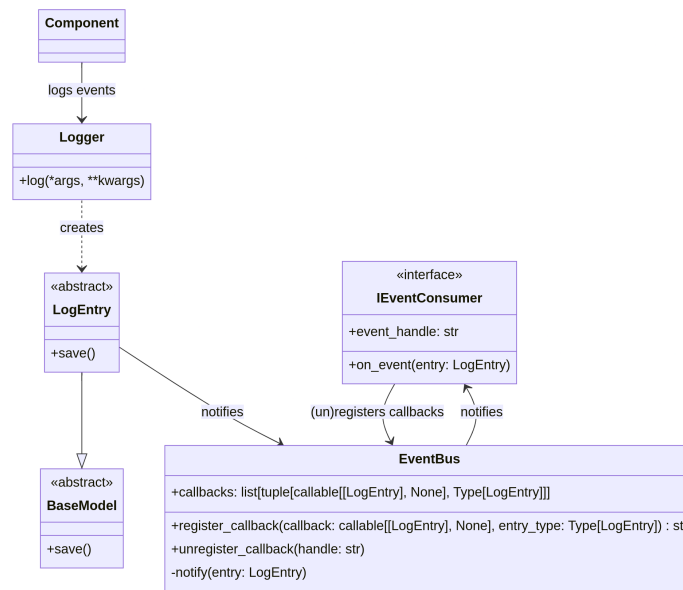 Component
logs events
Logger
+log(*args, **kwargs)
creates
«abstract»
LogEntry
+save()
«interface»
IEventConsumer
+event_handle: str
+on_event(entry: LogEntry)
notifies
(un)registers callbacks
notifies
«abstract»
BaseModel
+save()
EventBus
+callbacks: list[tuple[callable[[LogEntry], None], Type[LogEntry]]]
+register_callback(callback: callable[[LogEntry], None], entry_type: Type[LogEntry]) : st
+unregister_callback(handle: str)
-notify(entry: LogEntry)